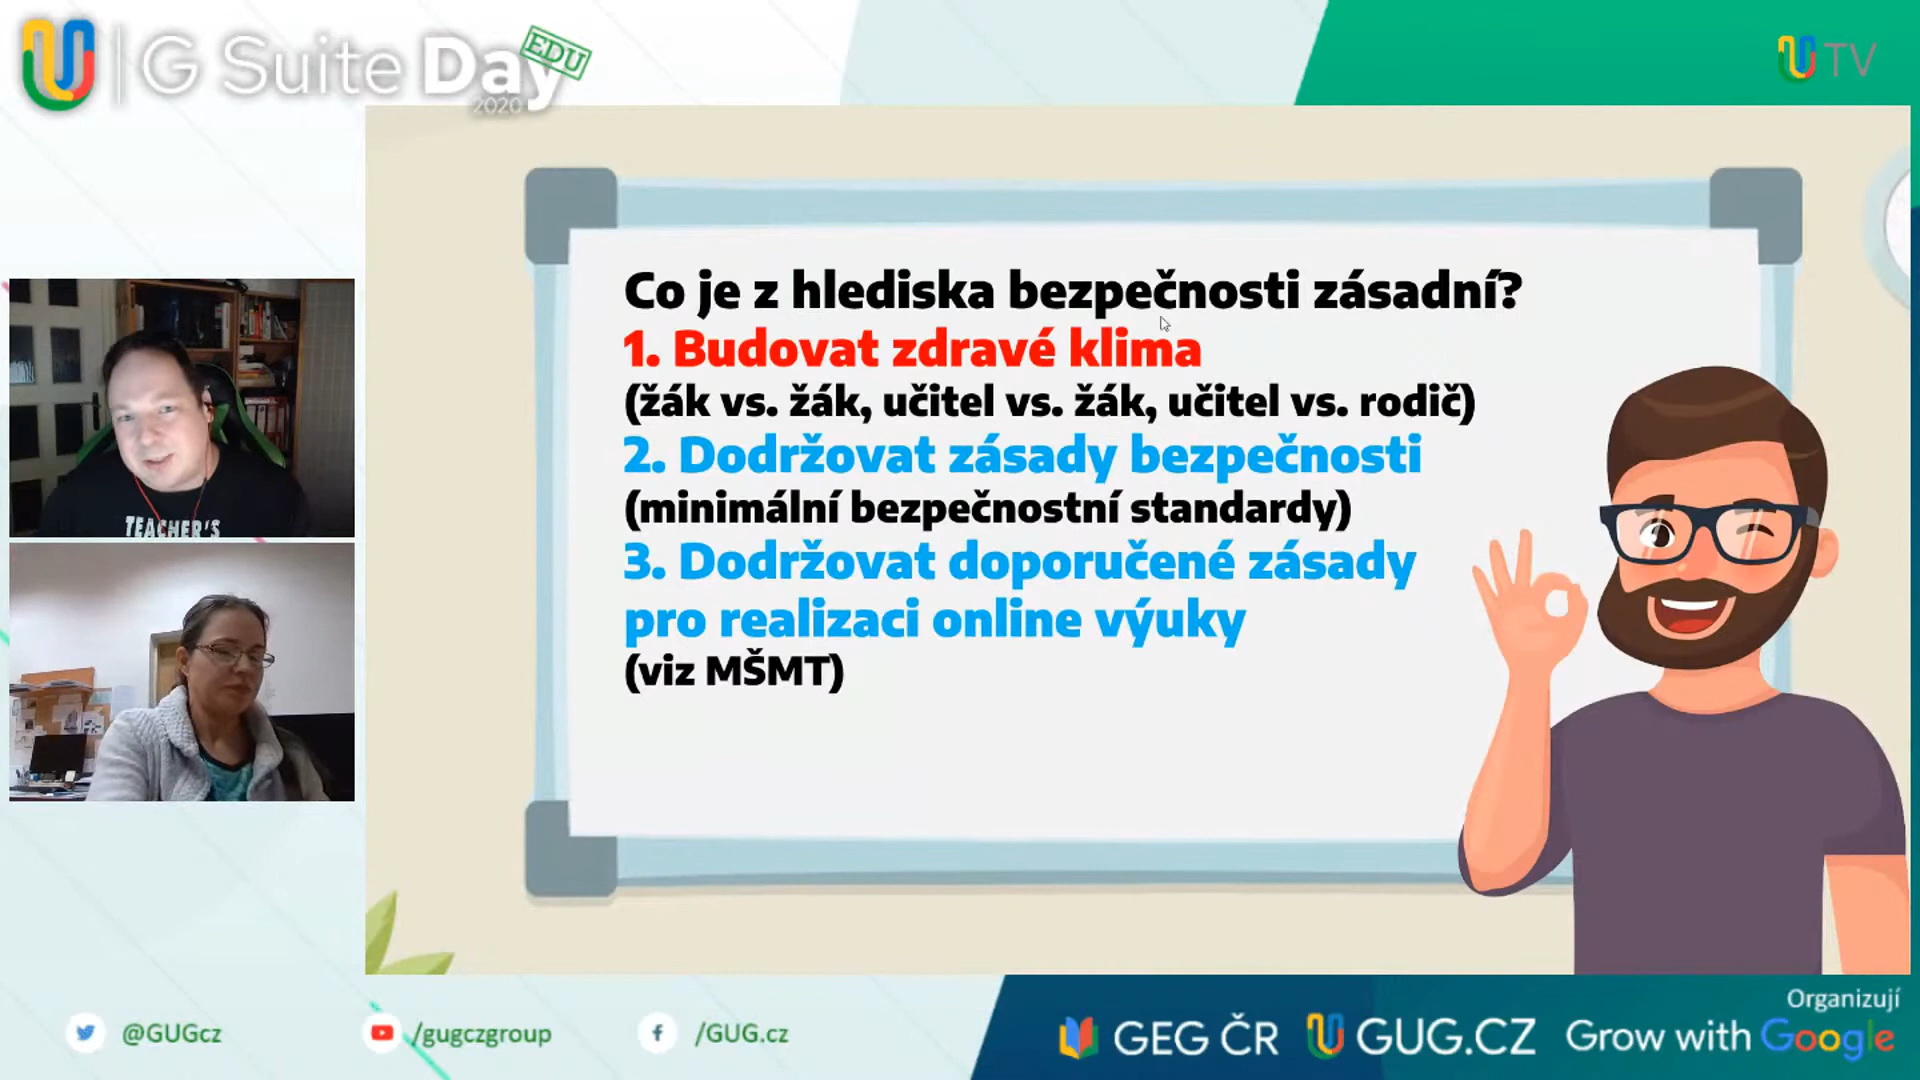 G Suite Day
EDU
2020
TV
Co je z hlediska bezpečnosti zásadní?
1. Budovat zdravé klima
(žák vs. žák, učitel vs. žák, učitel vs. rodič)
2. Dodržovat zásady bezpečnosti
(minimální bezpečnostní standardy)
3. Dodržovat doporučené zásady
pro realizaci online výuky
(viz MŠMT)
TEACHER'S
Organizují
@GUGcz
/gugczgroup
/GUG.cz
GEG ČR
GUG.CZ
Grow with Google